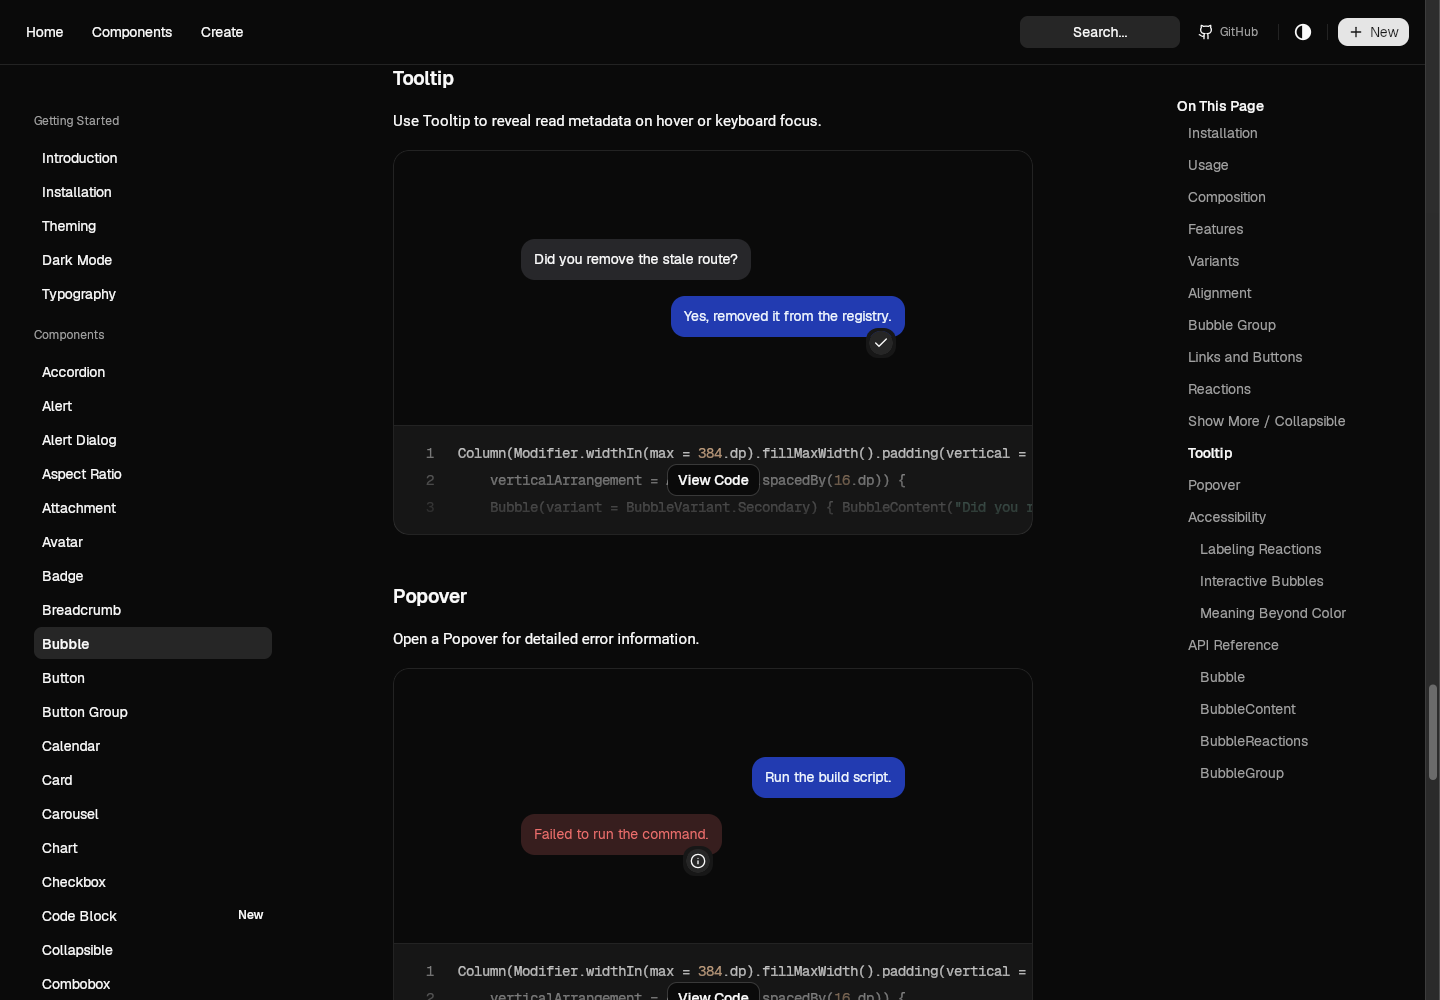 Home
Components
Create
Search...
GitHub
New
Getting Started
Introduction
Installation
Theming
Dark Mode
Typography
Components
Accordion
Alert
Alert Dialog
Aspect Ratio
Attachment
Avatar
Badge
Breadcrumb
Bubble
Button
Button Group
Calendar
Card
Carousel
Chart
Checkbox
Code Block New
Collapsible
Combobox
Tooltip
Use Tooltip to reveal read metadata on hover or keyboard focus.
Did you remove the stale route?
Yes, removed it from the registry.
1 Column(Modifier.widthIn(max = 384.dp).fillMaxWidth().padding(vertical =
2 verticalArrangement = spacedBy(16.dp)) {
View Code
3 Bubble(variant = BubbleVariant.Secondary) { BubbleContent("Did you
Popover
Open a Popover for detailed error information.
Run the build script.
Failed to run the command.
1 Column(Modifier.widthIn(max = 384.dp).fillMaxWidth().padding(vertical =
2 verticalArrangement = spacedBy(16.dp)) {
View Code
On This Page
Installation
Usage
Composition
Features
Variants
Alignment
Bubble Group
Links and Buttons
Reactions
Show More / Collapsible
Tooltip
Popover
Accessibility
Labeling Reactions
Interactive Bubbles
Meaning Beyond Color
API Reference
Bubble
BubbleContent
BubbleReactions
BubbleGroup